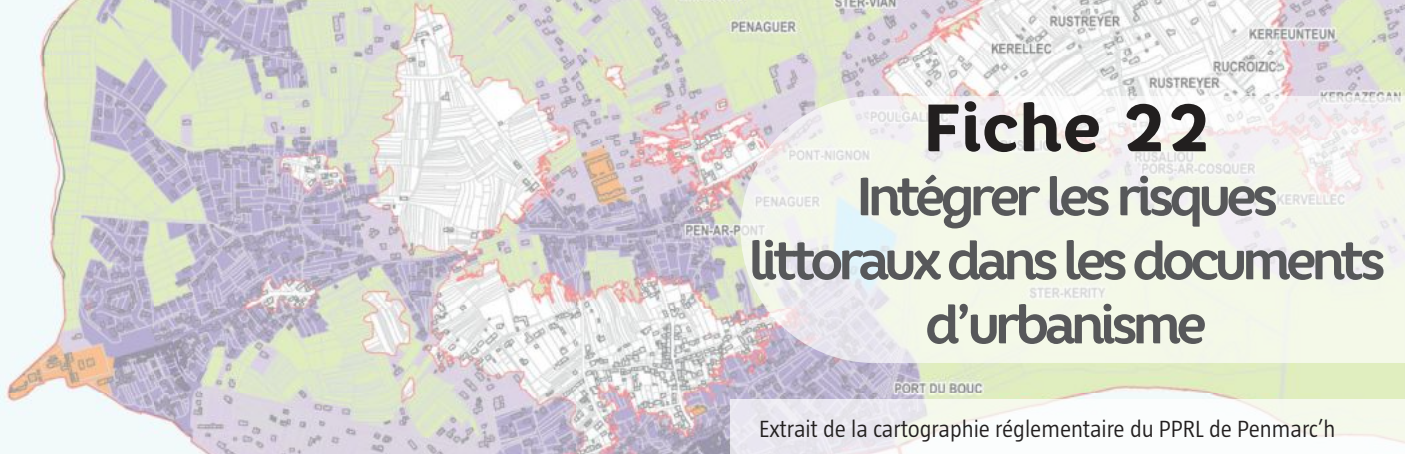 STER-VIAN
PENAGUER
RUSTREYER
KERFEUNTEUN
KERELLEC
RUCROIZIC
RUSTREYER
KERGAZEGAN
Fiche 22
PONT-NIGNON
RUSALIOU
PORS-AR-COSQUER
Intégrer les risques
PENAGUER
KERVELLEC
PEN-AR-PONT
littoraux dans les documents
STER-KERITY
d’urbanisme
PORT DU BOUC
Extrait de la cartographie réglementaire du PPRL de Penmarc’h